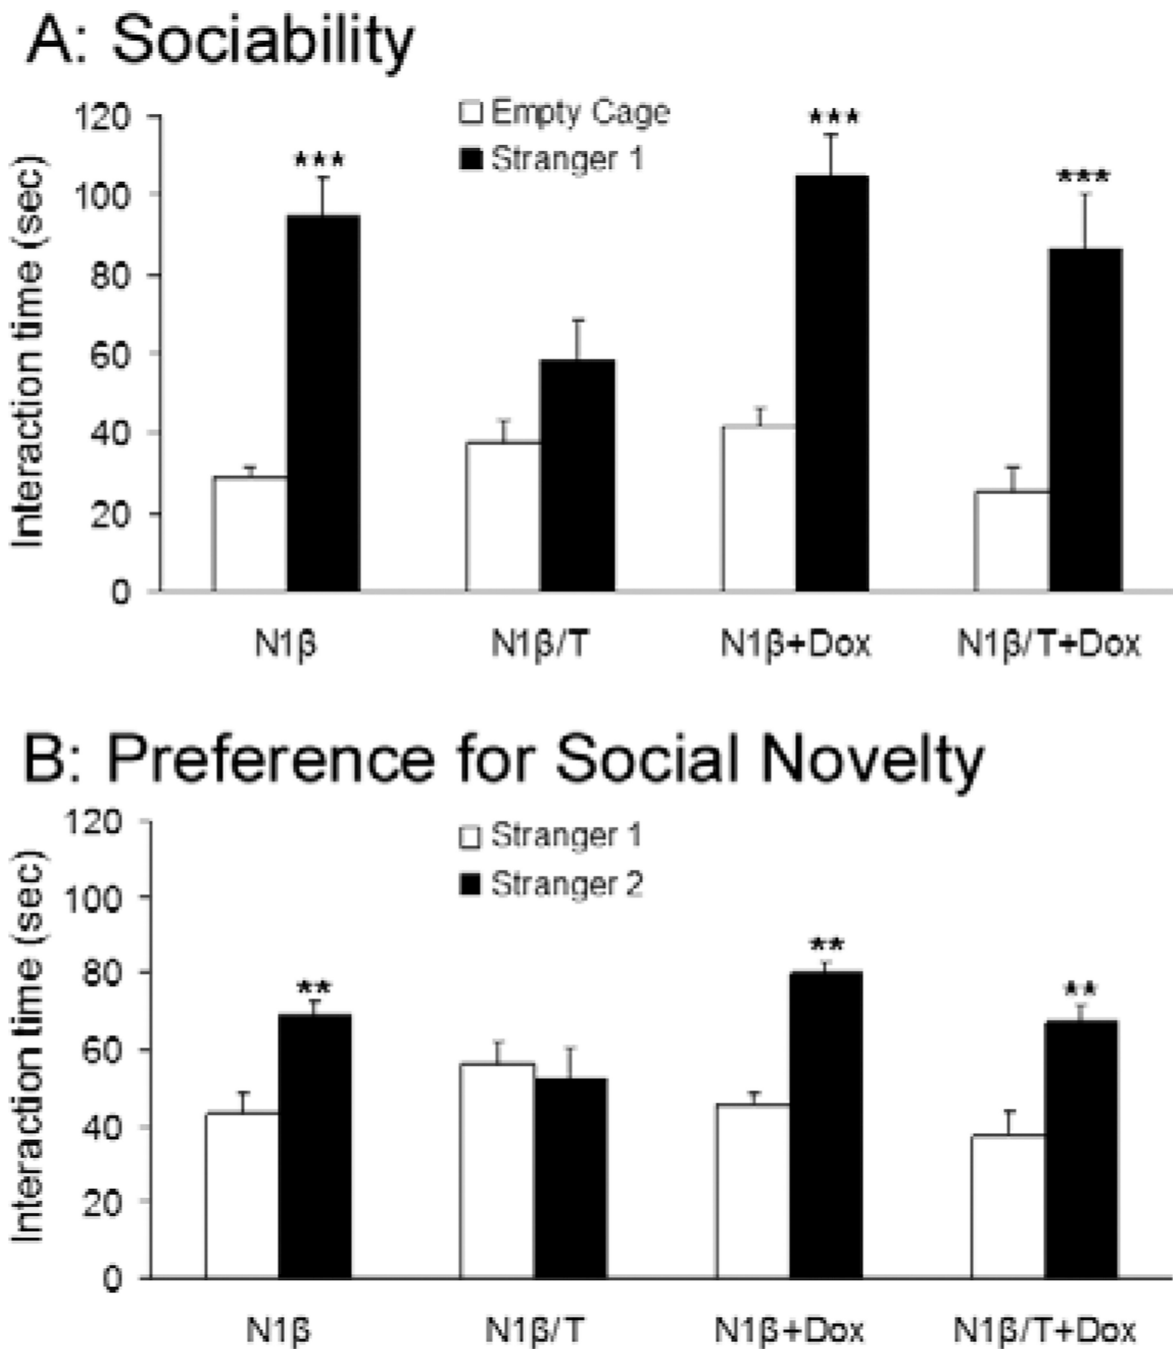 A: Sociability
Empty Cage
Stranger 1
Interaction time (sec)
120
100
80
60
40
20
0
***
***
***
N1β
N1β/T
N1β+Dox
N1β/T+Dox
B: Preference for Social Novelty
Stranger 1
Stranger 2
Interaction time (sec)
120
100
80
60
40
20
0
**
**
**
N1β
N1β/T
N1β+Dox
N1β/T+Dox